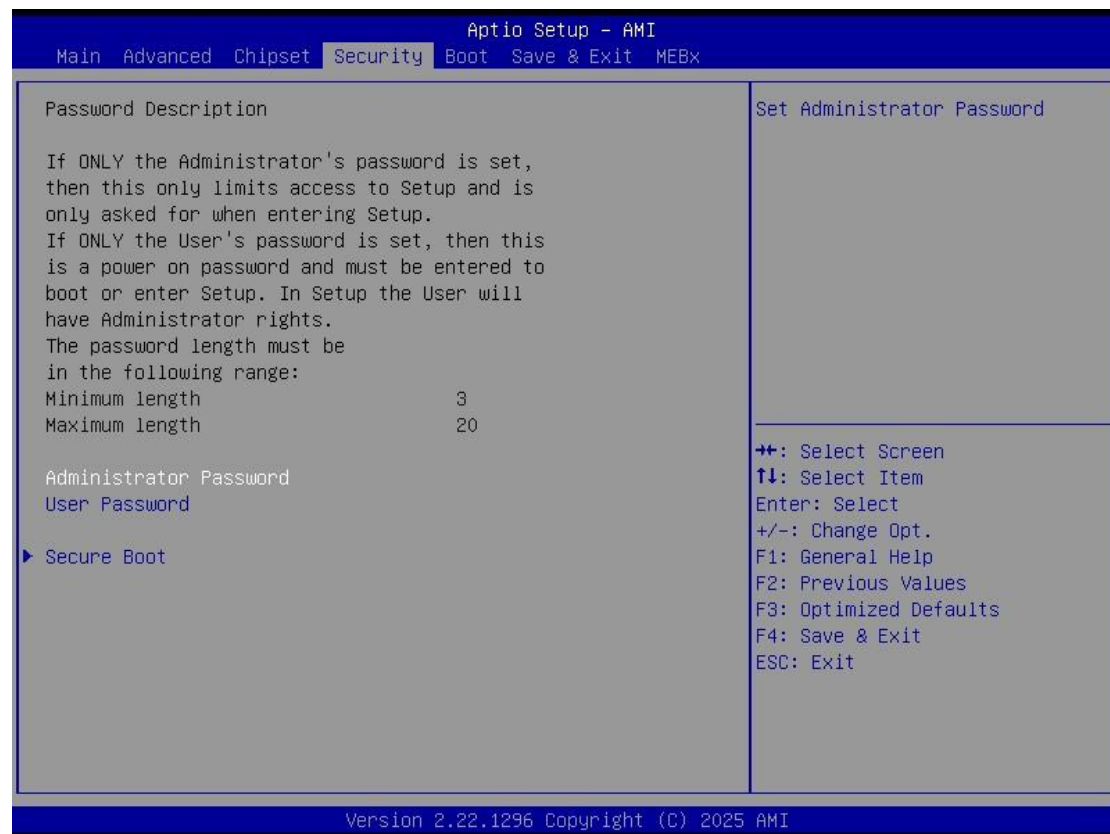 Aptio Setup - AMI
Main Advanced Chipset Security Boot Save & Exit MEBx
Password Description
If ONLY the Administrator's password is set,
then this only limits access to Setup and is
only asked for when entering Setup.
If ONLY the User's password is set, then this
is a power on password and must be entered to
boot or enter Setup. In Setup the User will
have Administrator rights.
The password length must be
in the following range:
Minimum length 3
Maximum length 20
Administrator Password
User Password
Secure Boot
Set Administrator Password
→←: Select Screen
↑↓: Select Item
Enter: Select
+/-: Change Opt.
F1: General Help
F2: Previous Values
F3: Optimized Defaults
F4: Save & Exit
ESC: Exit
Version 2.22.1296 Copyright (C) 2025 AMI